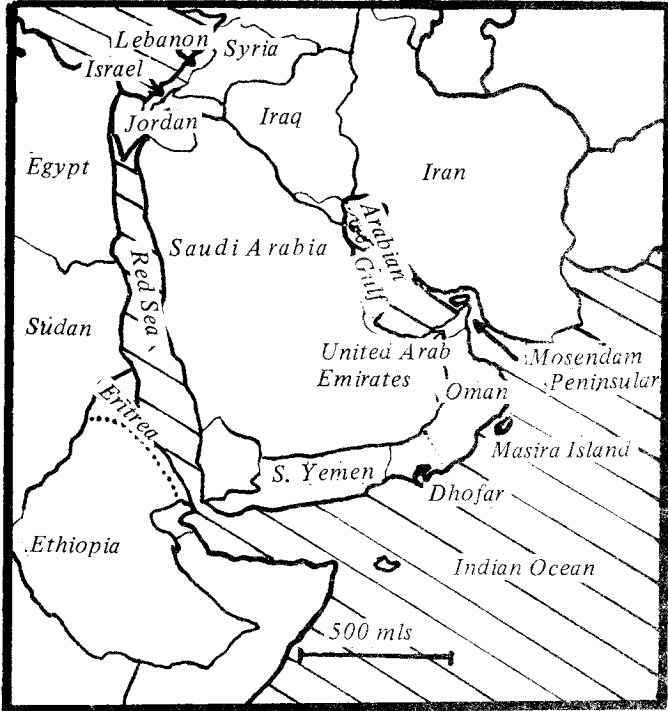 Lebanon
Syria
Israel
Jordan
Iraq
Egypt
Iran
Arabian
Gulf
Saudi Arabia
Red Sea
Sudan
United Arab
Emirates
Mosendam
Peninsular
Oman
Eritrea
Masira Island
S. Yemen
Dhofar
Ethiopia
Indian Ocean
500 mls